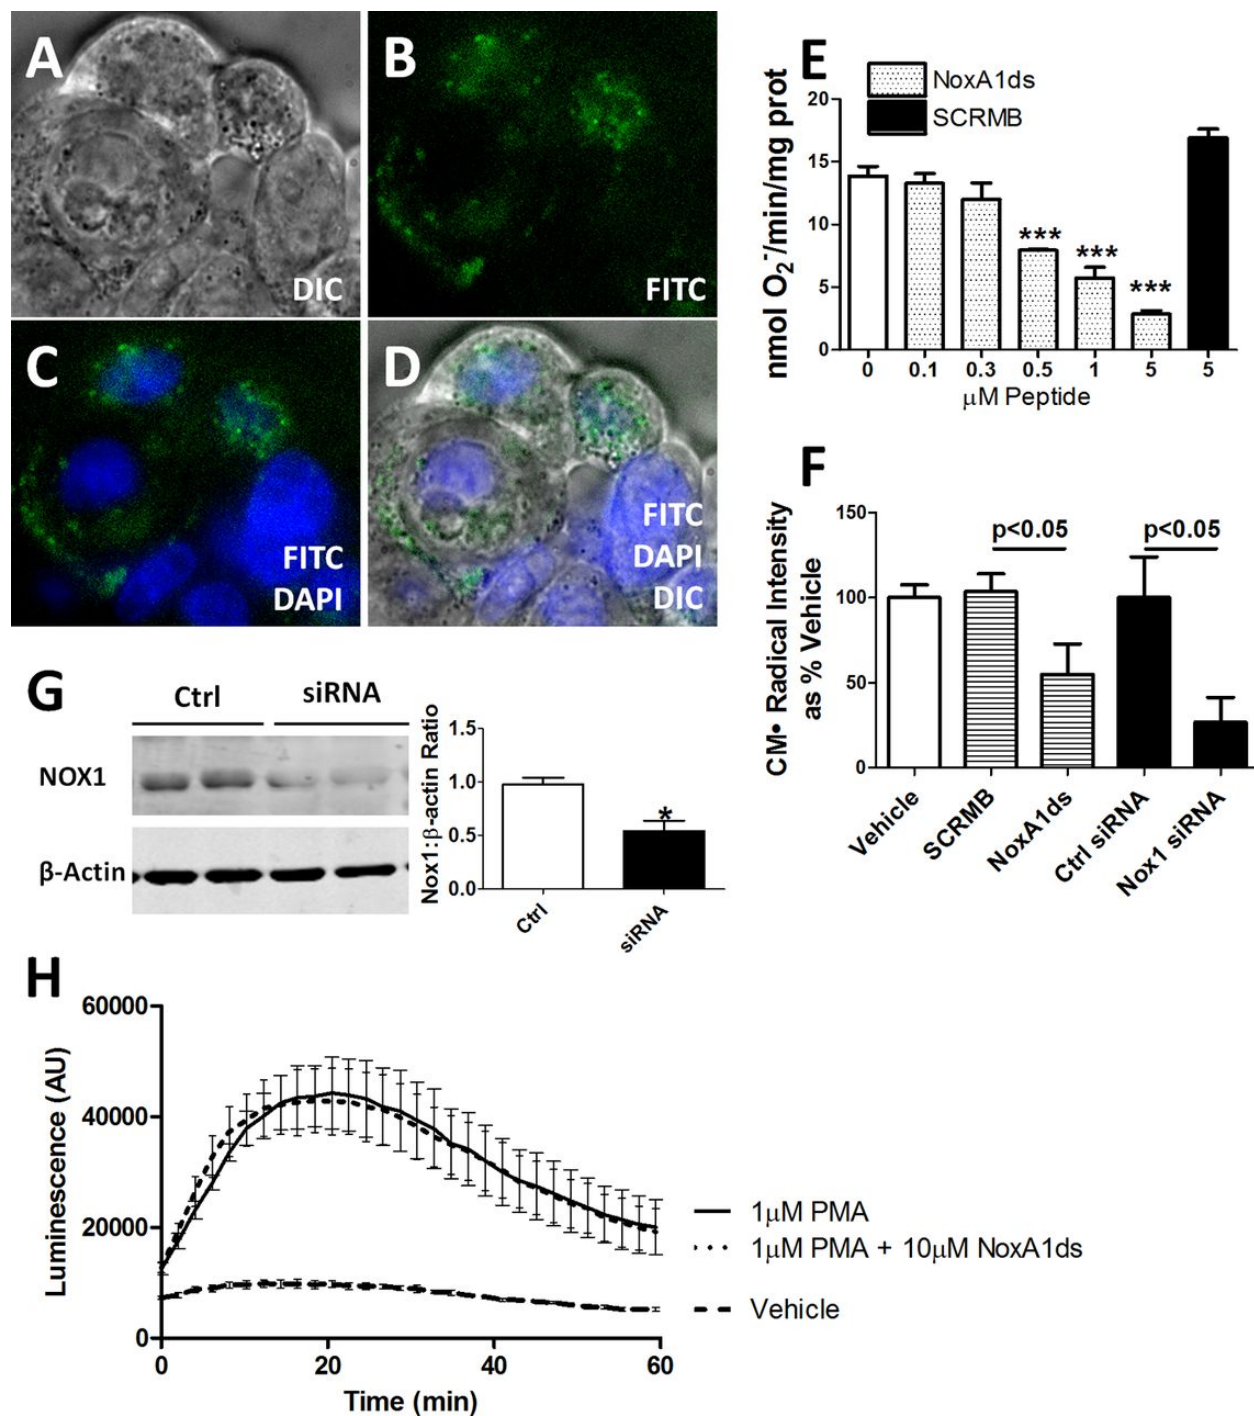 A
DIC
B
FITC
C
FITC
DAPI
D
FITC
DAPI
DIC
E
NoxA1ds
SCRMB
nmol O₂⁻/min/mg prot
20
15
10
5
0
***
***
***
0 0.1 0.3 0.5 1 5 5
μM Peptide
F
CM• Radical Intensity
as % Vehicle
150
100
50
0
p<0.05
p<0.05
Vehicle
SCRMB
NoxA1ds
Ctrl siRNA
Nox1 siRNA
G
Ctrl siRNA
NOX1
β-Actin
Nox1:β-actin Ratio
1.5
1.0
0.5
0.0
*
Ctrl
siRNA
H
Luminescence (AU)
60000
40000
20000
0
0 20 40 60
Time (min)
1μM PMA
1μM PMA + 10μM NoxA1ds
Vehicle